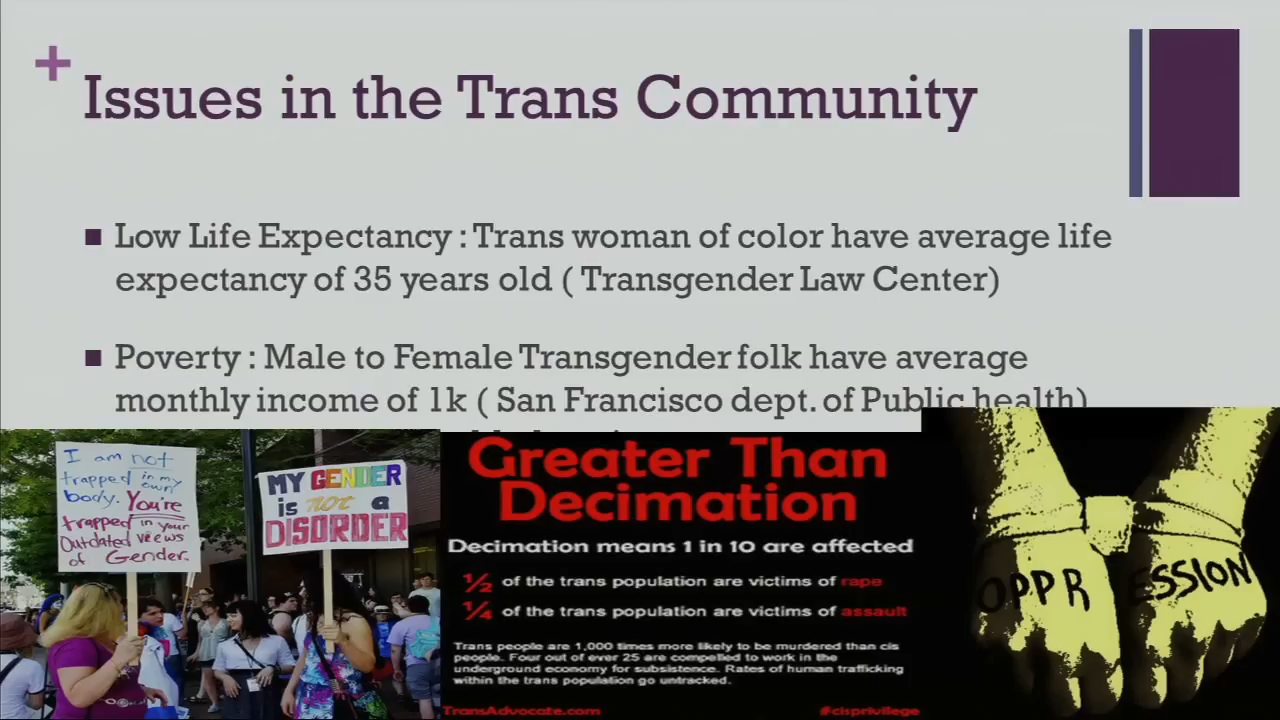 +
Issues in the Trans Community
Low Life Expectancy : Trans woman of color have average life
expectancy of 35 years old ( Transgender Law Center)
Poverty : Male to Female Transgender folk have average
monthly income of 1k ( San Francisco dept. of Public health)
I am not
trapped in my
own
body. You're
trapped in your
Outdated views
of Gender.
MY GENDER
is not a
DISORDER
Greater Than
Decimation
Decimation means 1 in 10 are affected
½ of the trans population are victims of rape
¼ of the trans population are victims of assault
Trans people are 1,000 times more likely to be murdered than cis
people. Four out of ever 25 are compelled to work in the
underground economy for subsistence. Rates of human trafficking
within the trans population go untracked.
TransAdvocate.com #cisprivilege
OPPR ESSION